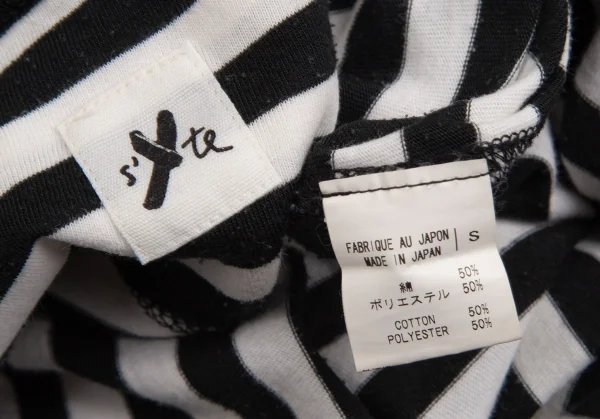 s'Yte
FABRIQUE AU JAPON
MADE IN JAPAN
S
綿 50%
ポリエステル 50%
COTTON 50%
POLYESTER 50%